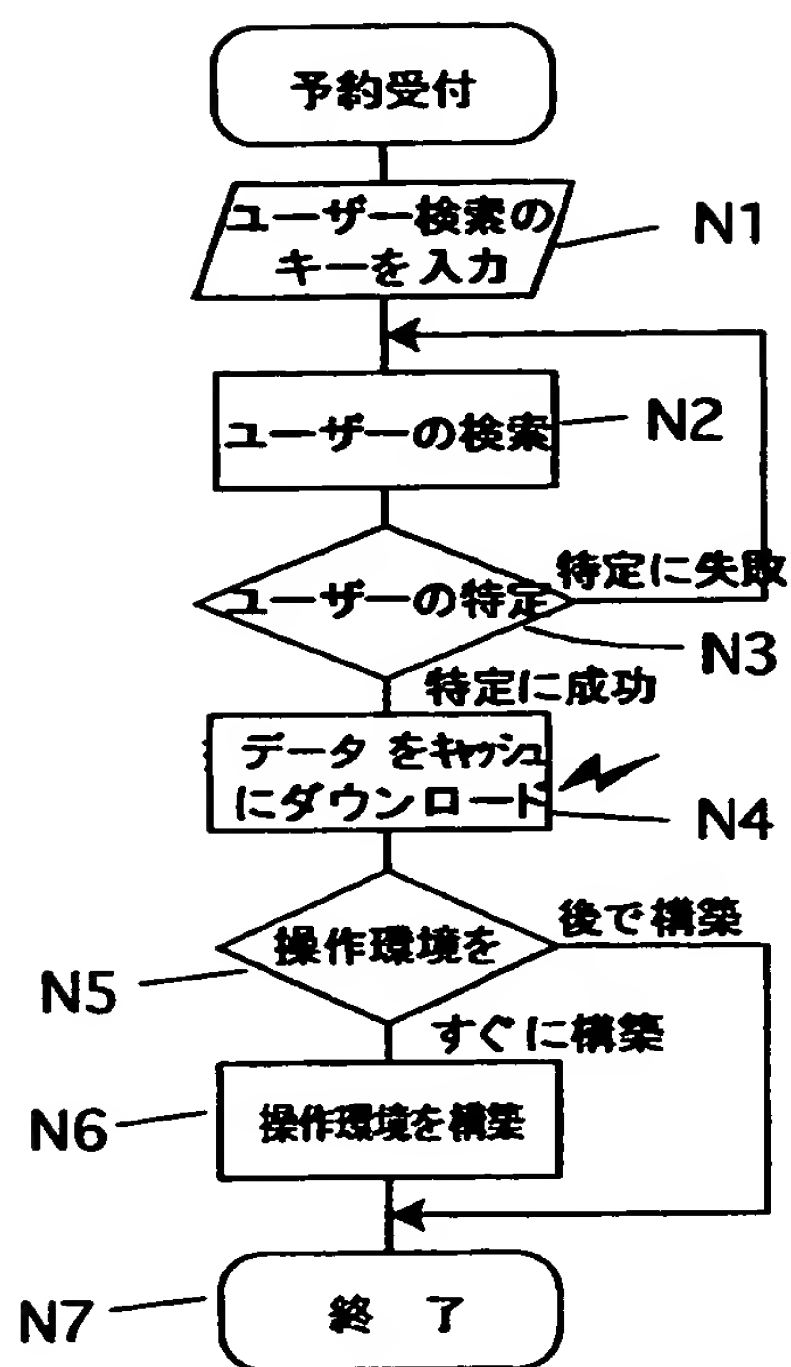 予約受付
ユーザー検索の
キーを入力
N1
ユーザーの検索
N2
特定に失敗
ユーザーの特定
N3
特定に成功
データをキャッシュ
にダウンロード
N4
後で構築
操作環境を
N5
すぐに構築
操作環境を構築
N6
終 了
N7